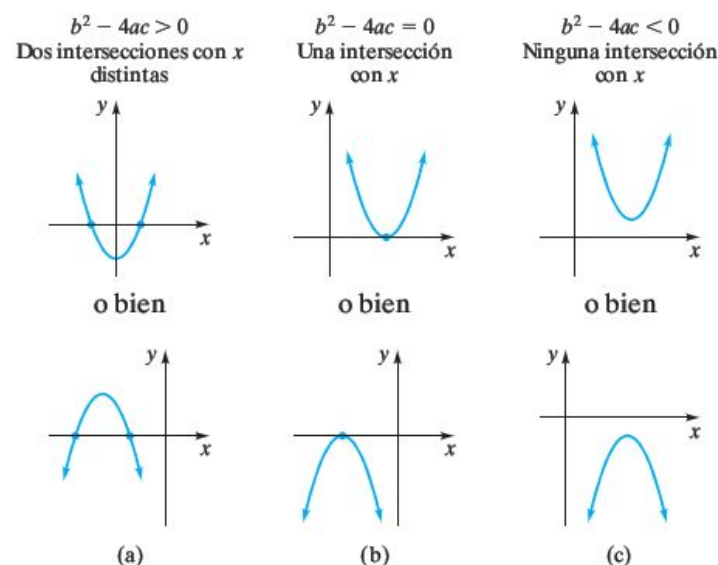 b² − 4ac > 0
Dos intersecciones con x
distintas
b² − 4ac = 0
Una intersección
con x
b² − 4ac < 0
Ninguna intersección
con x
y
x
y
x
y
x
o bien
o bien
o bien
y
x
y
x
y
x
(a)
(b)
(c)